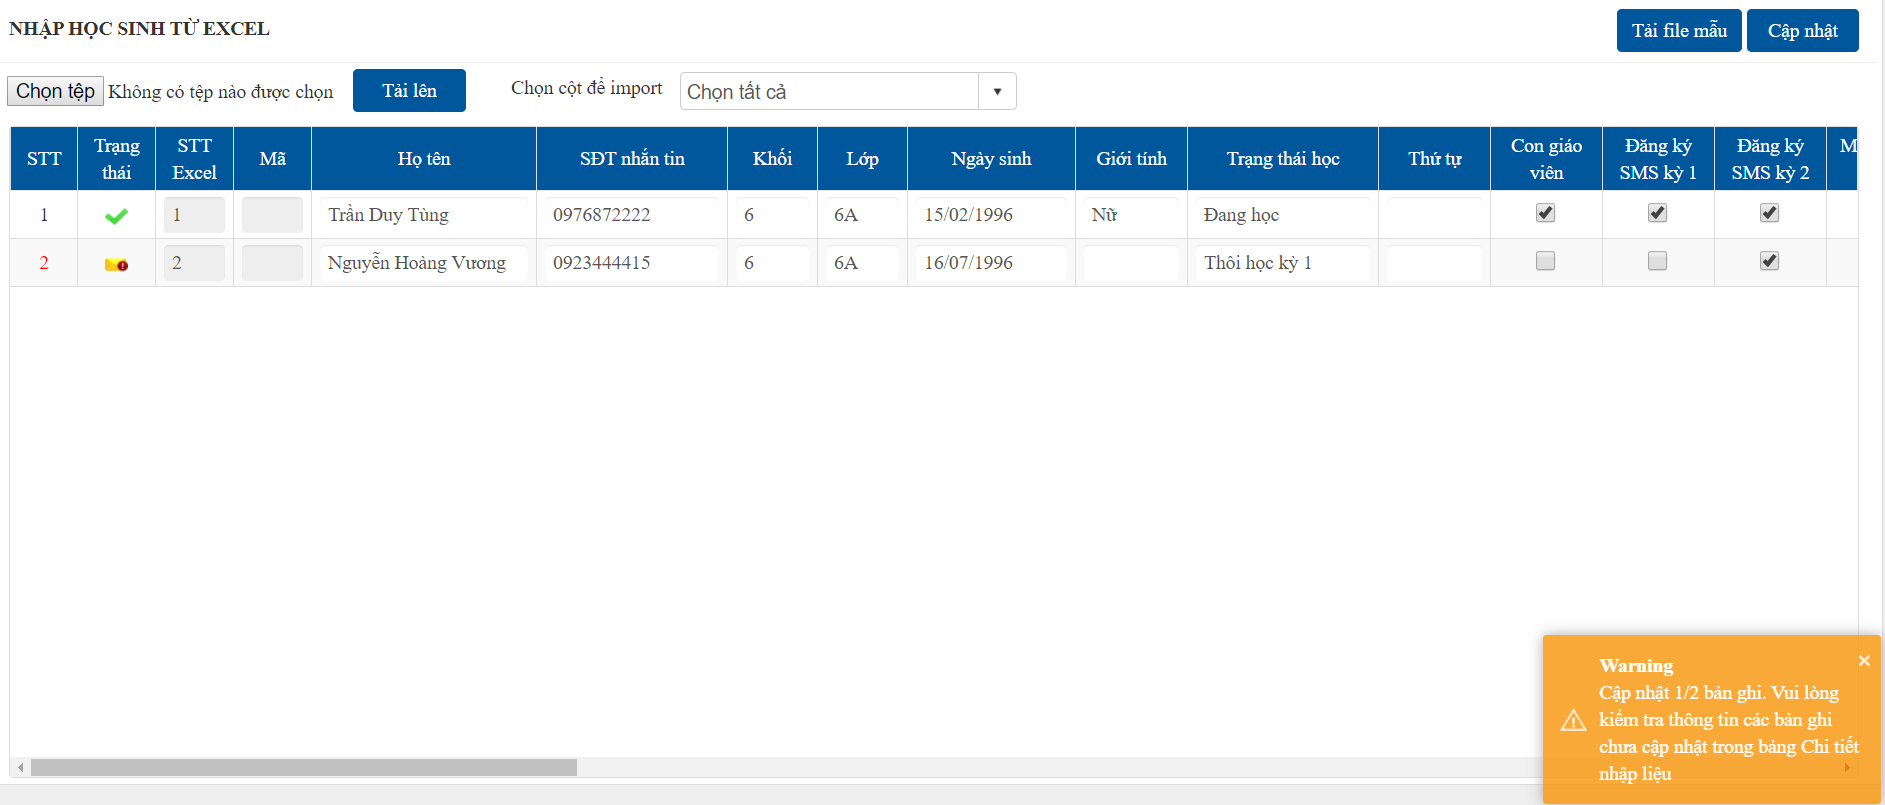 NHẬP HỌC SINH TỪ EXCEL
Tải file mẫu Cập nhật
Chọn tệp Không có tệp nào được chọn Tải lên Chọn cột để import Chọn tất cả
STT Trạng thái STT Excel Mã Họ tên SĐT nhắn tin Khối Lớp Ngày sinh Giới tính Trạng thái học Thứ tự Con giáo viên Đăng ký SMS kỳ 1 Đăng ký SMS kỳ 2 M
1 1 Trần Duy Tùng 0976872222 6 6A 15/02/1996 Nữ Đang học
2 2 Nguyễn Hoàng Vương 0923444415 6 6A 16/07/1996 Thôi học kỳ 1
Warning
Cập nhật 1/2 bản ghi. Vui lòng
kiểm tra thông tin các bản ghi
chưa cập nhật trong bảng Chi tiết
nhập liệu